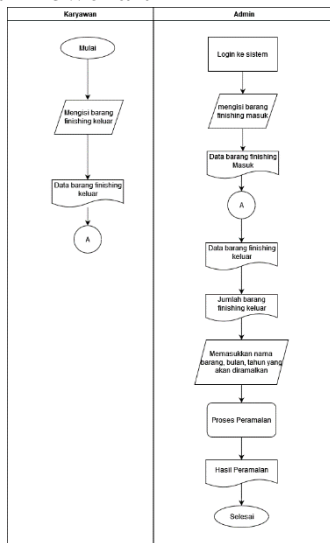 Karyawan
Admin
Mulai
Mengisi barang
finishing keluar
Data barang finishing
keluar
A
Login ke sistem
mengisi barang
finishing masuk
Data barang finishing
Masuk
A
Data barang finishing
keluar
Jumlah barang
finishing keluar
Memasukkan nama
barang, bulan, tahun yang
akan diramalkan
Proses Peramalan
Hasil Peramalan
Selesai